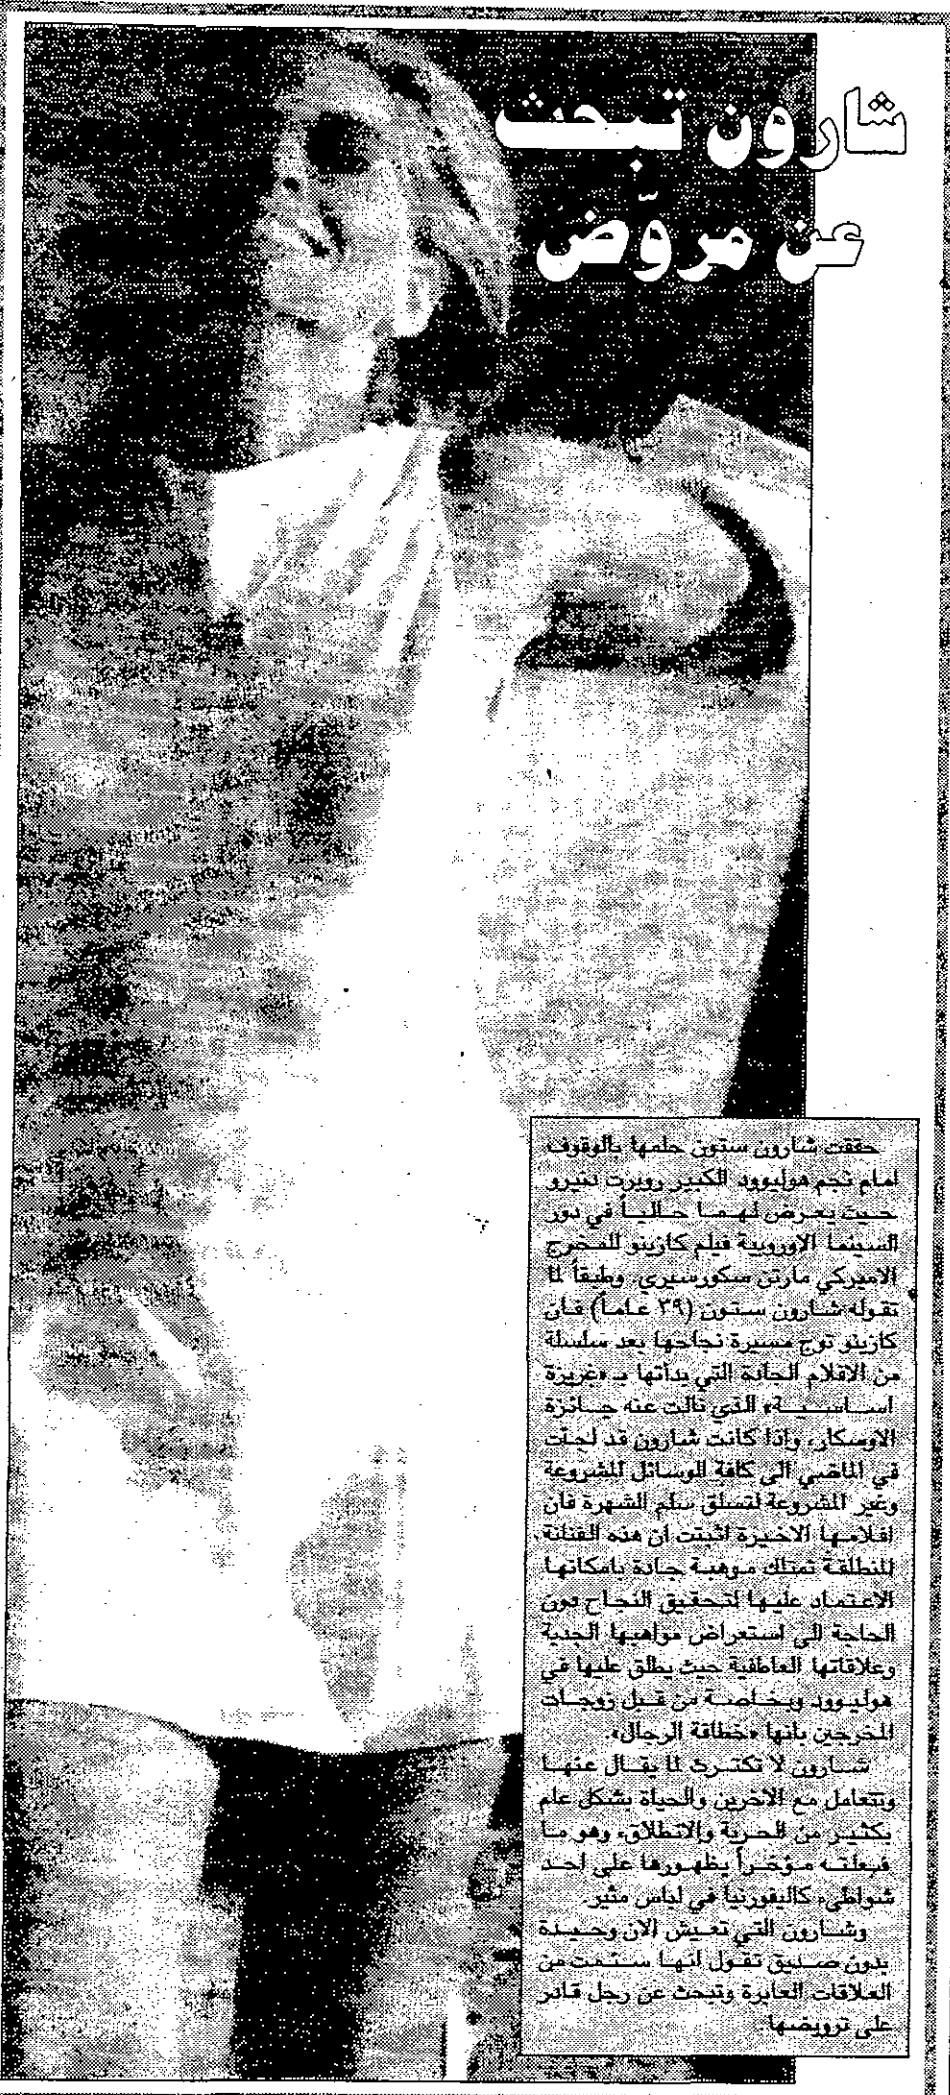 شارون تبحث
عن مروّض
حققت شارون ستون حلمها بالوقوف
امام نجم هوليوود الكبير روبرت دنيرو
حيث يعرض لهما حالياً في دور
السينما الاوروبية فيلم كازينو للمخرج
الاميركي مارتن سكورسيزي. وطبقاً لما
تقوله شارون ستون (٣٩ عاماً) فان
كازينو توج مسيرة نجاحها بعد سلسلة
من الافلام الجادة التي بدأتها بـ «غريزة
اساسية» التي نالت عنه جائزة
الاوسكار، وإذا كانت شارون قد لجأت
في الماضي الى كافة الوسائل المشروعة
وغير المشروعة لتسلق سلم الشهرة فان
افلامها الاخيرة اثبتت ان هذه الفنانة
المنطلقة تمتلك موهبة جادة بامكانها
الاعتماد عليها لتحقيق النجاح دون
الحاجة الى استعراض مواهبها
وعلاقاتها العاطفية حيث يطلق عليها في
هوليوود وبخاصة من قبل زوجات
المخرجين بانها «خطافة الرجال».
شارون لا تكترث لما يقال عنها
وتتعامل مع الاخرين والحياة بشكل عام
بكثير من الحرية والانطلاق، وهو ما
فعلته مؤخراً بظهورها على احد
شواطىء كاليفورنيا في لباس مثير.
وشارون التي تعيش الان وحيدة
بدون صديق تقول انها سئمت من
العلاقات العابرة وتبحث عن رجل قادر
على ترويضها.